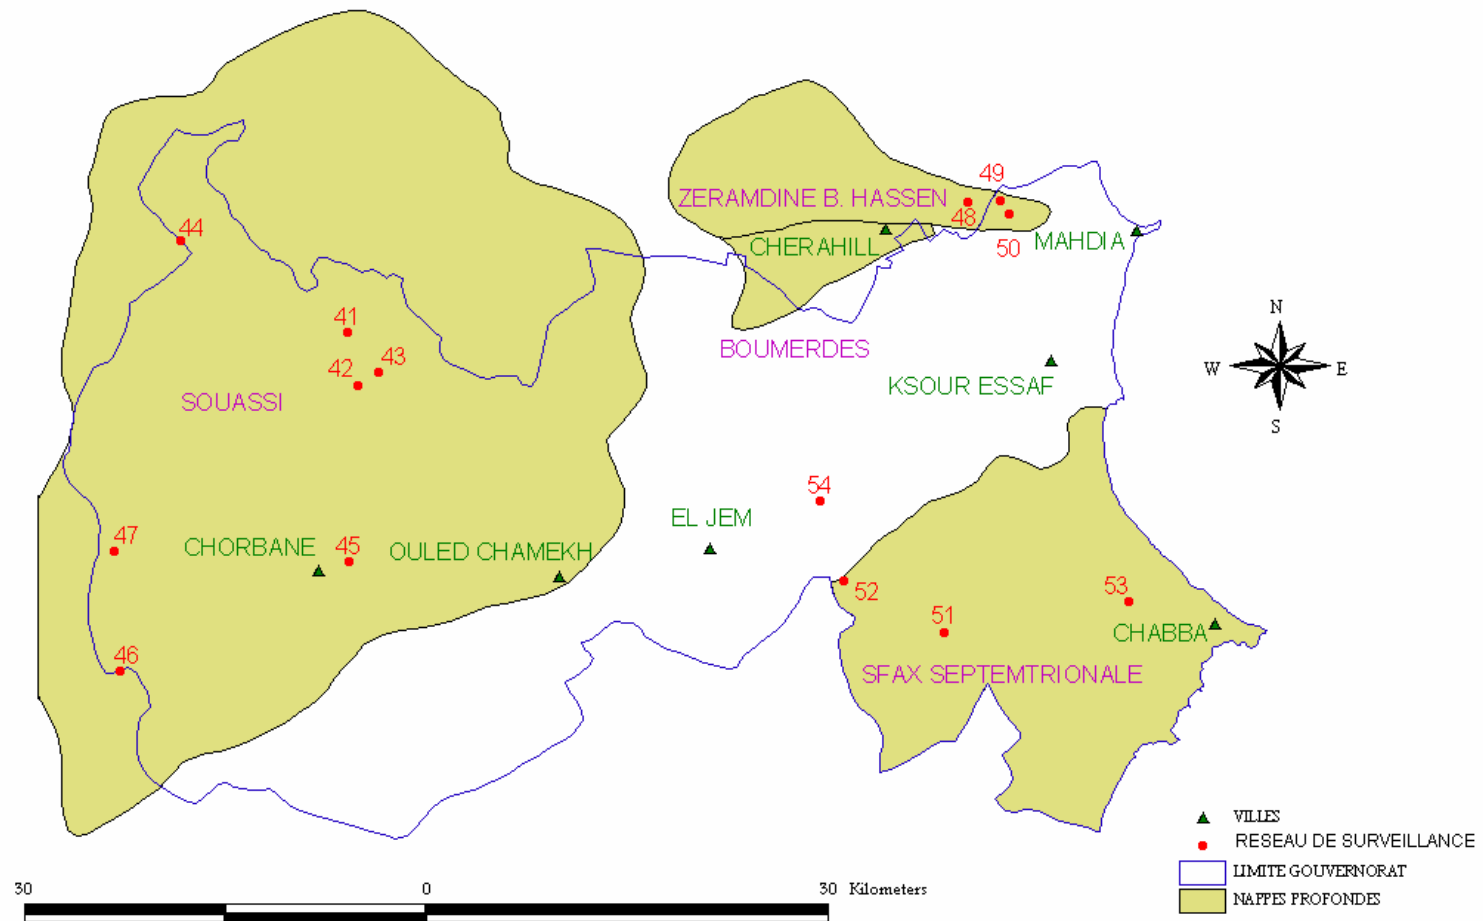 49
ZERAMDINE B. HASSEN
48
44
50
MAHDIA
CHERAHILL
N
41
BOUMERDES
42
43
W
E
KSOUR ESSAF
SOUASSI
S
54
EL JEM
47
CHORBANE
45
OULED CHAMEKH
52
53
51
CHABBA
46
SFAX SEPTEMTRIONALE
VILLES
RESEAU DE SURVEILLANCE
LIMITE GOUVERNORAT
30
0
30 Kilometers
NAPPES PROFONDES